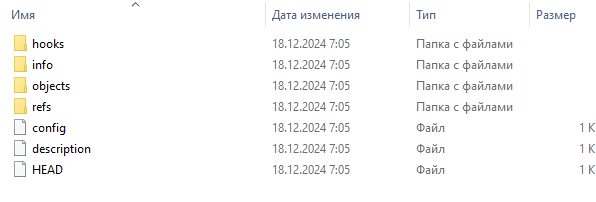 Имя Дата изменения Тип Размер
hooks 18.12.2024 7:05 Папка с файлами
info 18.12.2024 7:05 Папка с файлами
objects 18.12.2024 7:05 Папка с файлами
refs 18.12.2024 7:05 Папка с файлами
config 18.12.2024 7:05 Файл 1 К
description 18.12.2024 7:05 Файл 1 К
HEAD 18.12.2024 7:05 Файл 1 К